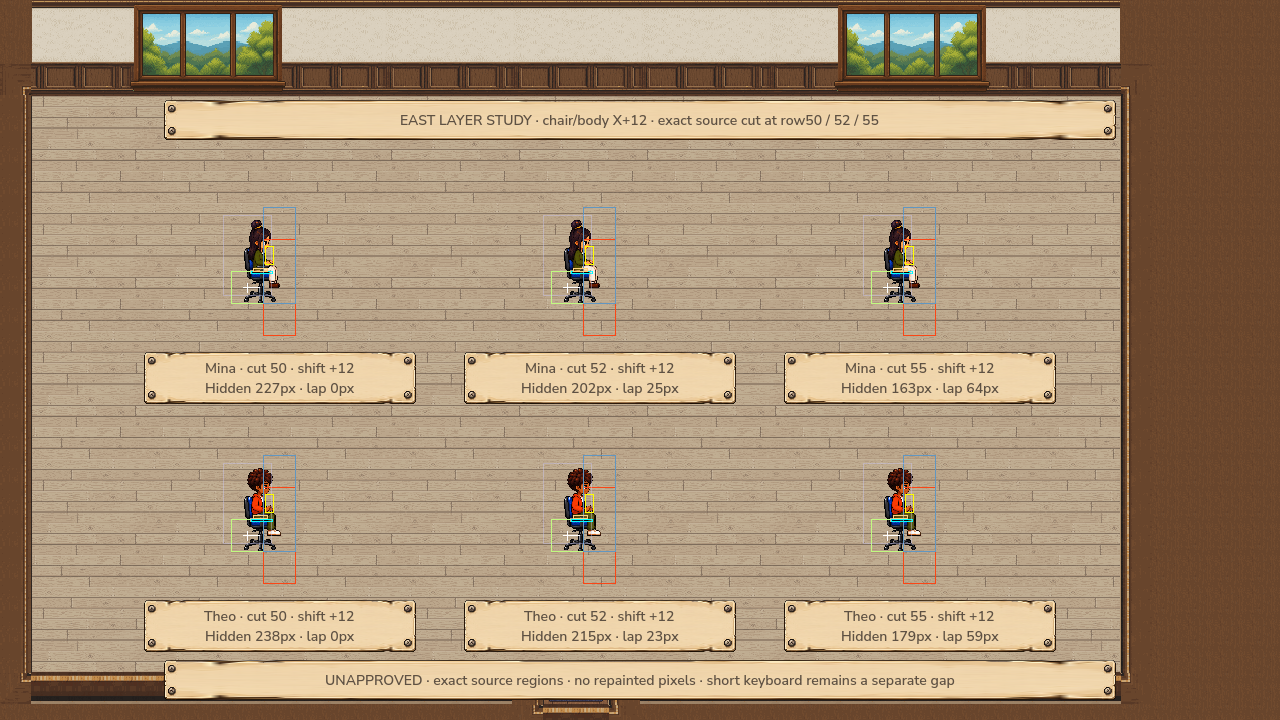 EAST LAYER STUDY · chair/body X+12 · exact source cut at row50 / 52 / 55
Mina · cut 50 · shift +12
Hidden 227px · lap 0px
Mina · cut 52 · shift +12
Hidden 202px · lap 25px
Mina · cut 55 · shift +12
Hidden 163px · lap 64px
Theo · cut 50 · shift +12
Hidden 238px · lap 0px
Theo · cut 52 · shift +12
Hidden 215px · lap 23px
Theo · cut 55 · shift +12
Hidden 179px · lap 59px
UNAPPROVED · exact source regions · no repainted pixels · short keyboard remains a separate gap